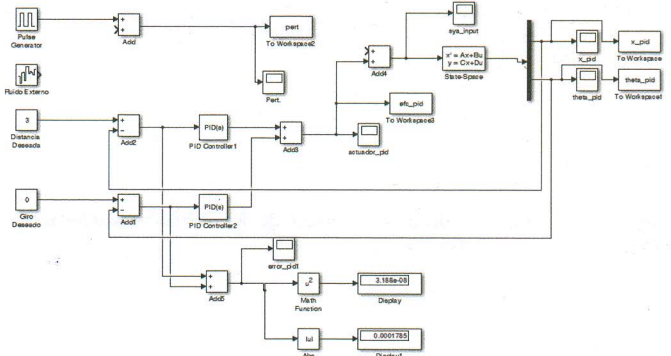 Pulse
Generator
Add
pert
To Workspace2
Pert.
Ruido Externo
3
Distancia
Deseada
Add2
PID(s)
PID Controller1
Add3
Add4
sys_input
x' = Ax+Bu
y = Cx+Du
State-Space
x_pid
x_pid
To Workspace
theta_pid
theta_pid
To Workspace1
efc_pid
To Workspace3
actuador_pid
0
Giro
Deseado
Add1
PID(s)
PID Controller2
error_pid1
Add5
u²
Math
Function
3.188e-08
Display
|u|
Abs
0.0001785
Display1